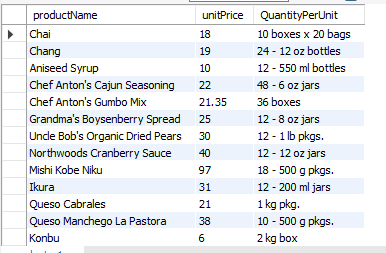 productName unitPrice QuantityPerUnit
Chai 18 10 boxes x 20 bags
Chang 19 24 - 12 oz bottles
Aniseed Syrup 10 12 - 550 ml bottles
Chef Anton's Cajun Seasoning 22 48 - 6 oz jars
Chef Anton's Gumbo Mix 21.35 36 boxes
Grandma's Boysenberry Spread 25 12 - 8 oz jars
Uncle Bob's Organic Dried Pears 30 12 - 1 lb pkgs.
Northwoods Cranberry Sauce 40 12 - 12 oz jars
Mishi Kobe Niku 97 18 - 500 g pkgs.
Ikura 31 12 - 200 ml jars
Queso Cabrales 21 1 kg pkg.
Queso Manchego La Pastora 38 10 - 500 g pkgs.
Konbu 6 2 kg box